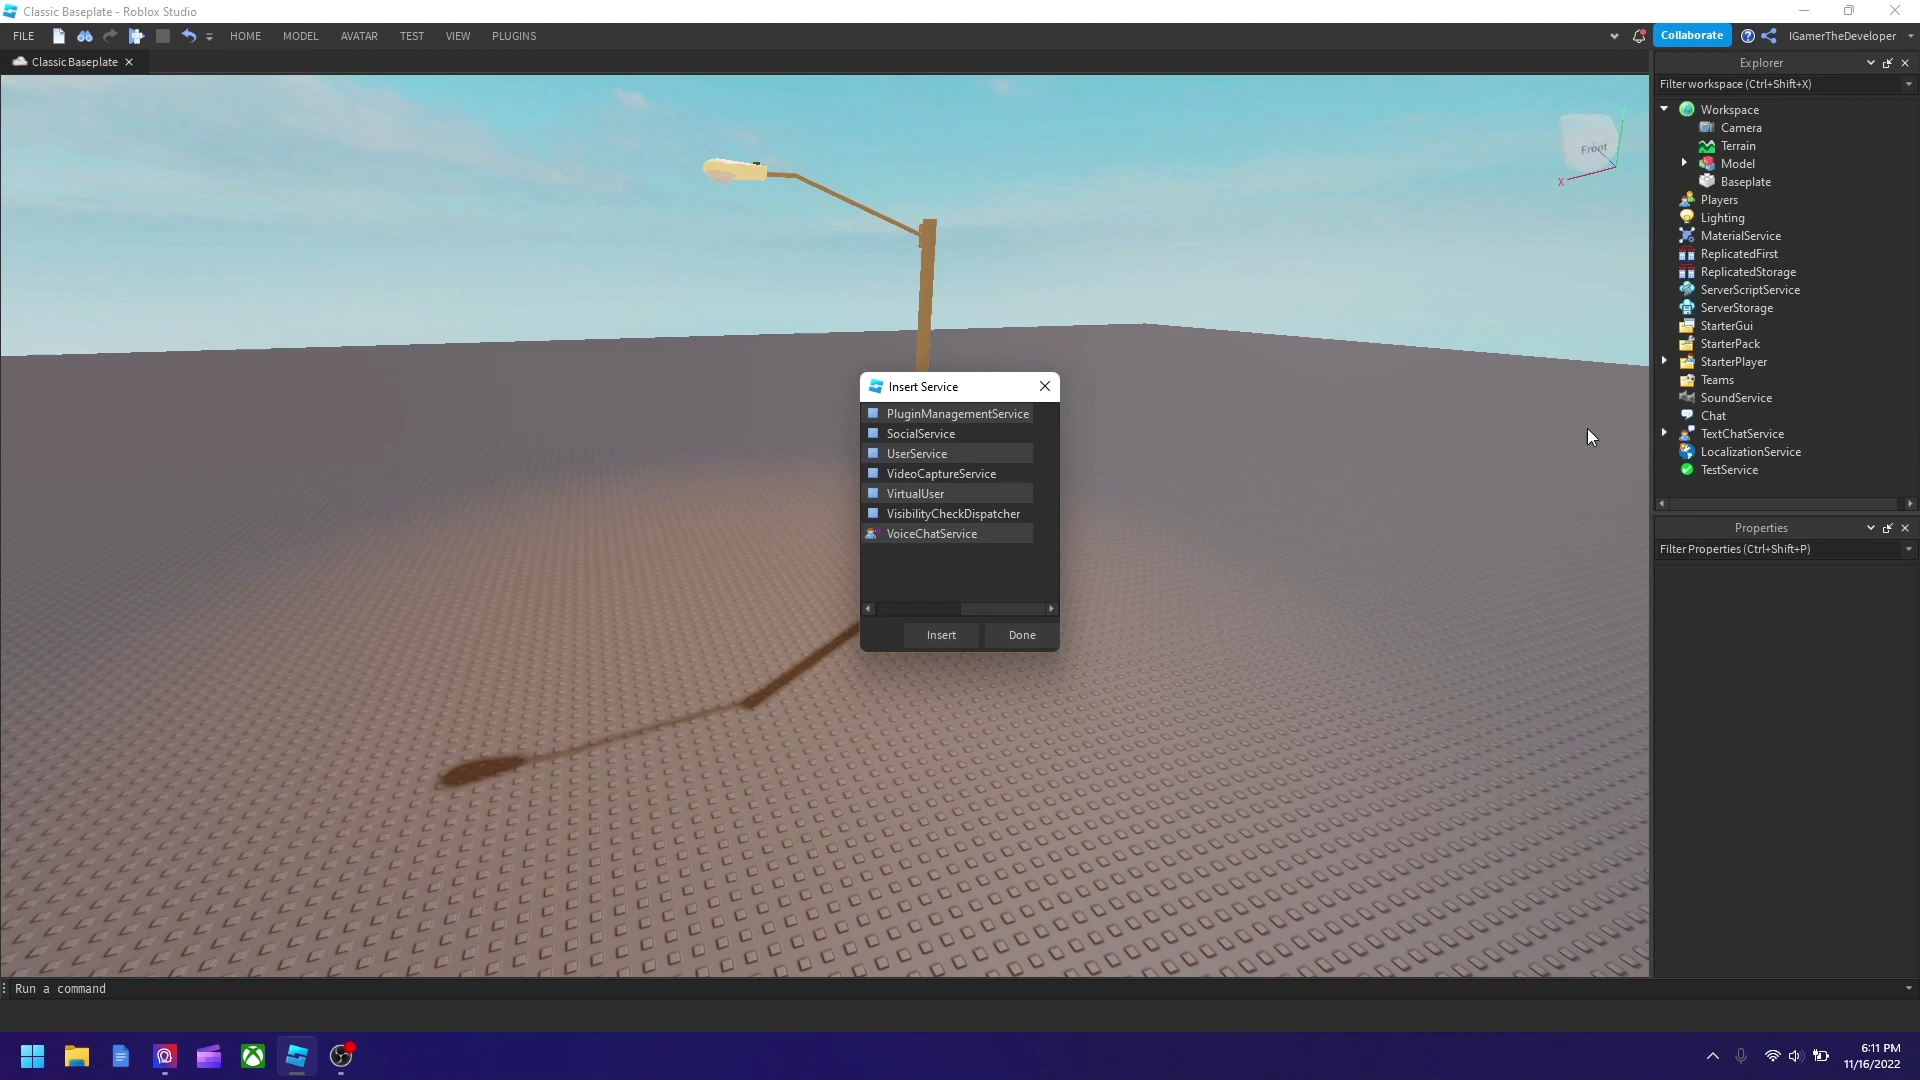 Classic Baseplate - Roblox Studio
FILE HOME MODEL AVATAR TEST VIEW PLUGINS Collaborate IGamerTheDeveloper
Classic Baseplate
Front
X
Explorer
Filter workspace (Ctrl+Shift+X)
Workspace
Camera
Terrain
Model
Baseplate
Players
Lighting
MaterialService
ReplicatedFirst
ReplicatedStorage
ServerScriptService
ServerStorage
StarterGui
StarterPack
StarterPlayer
Teams
SoundService
Chat
TextChatService
LocalizationService
TestService
Properties
Filter Properties (Ctrl+Shift+P)
Insert Service
PluginManagementService
SocialService
UserService
VideoCaptureService
VirtualUser
VisibilityCheckDispatcher
VoiceChatService
Insert Done
Run a command
6:11 PM
11/16/2022